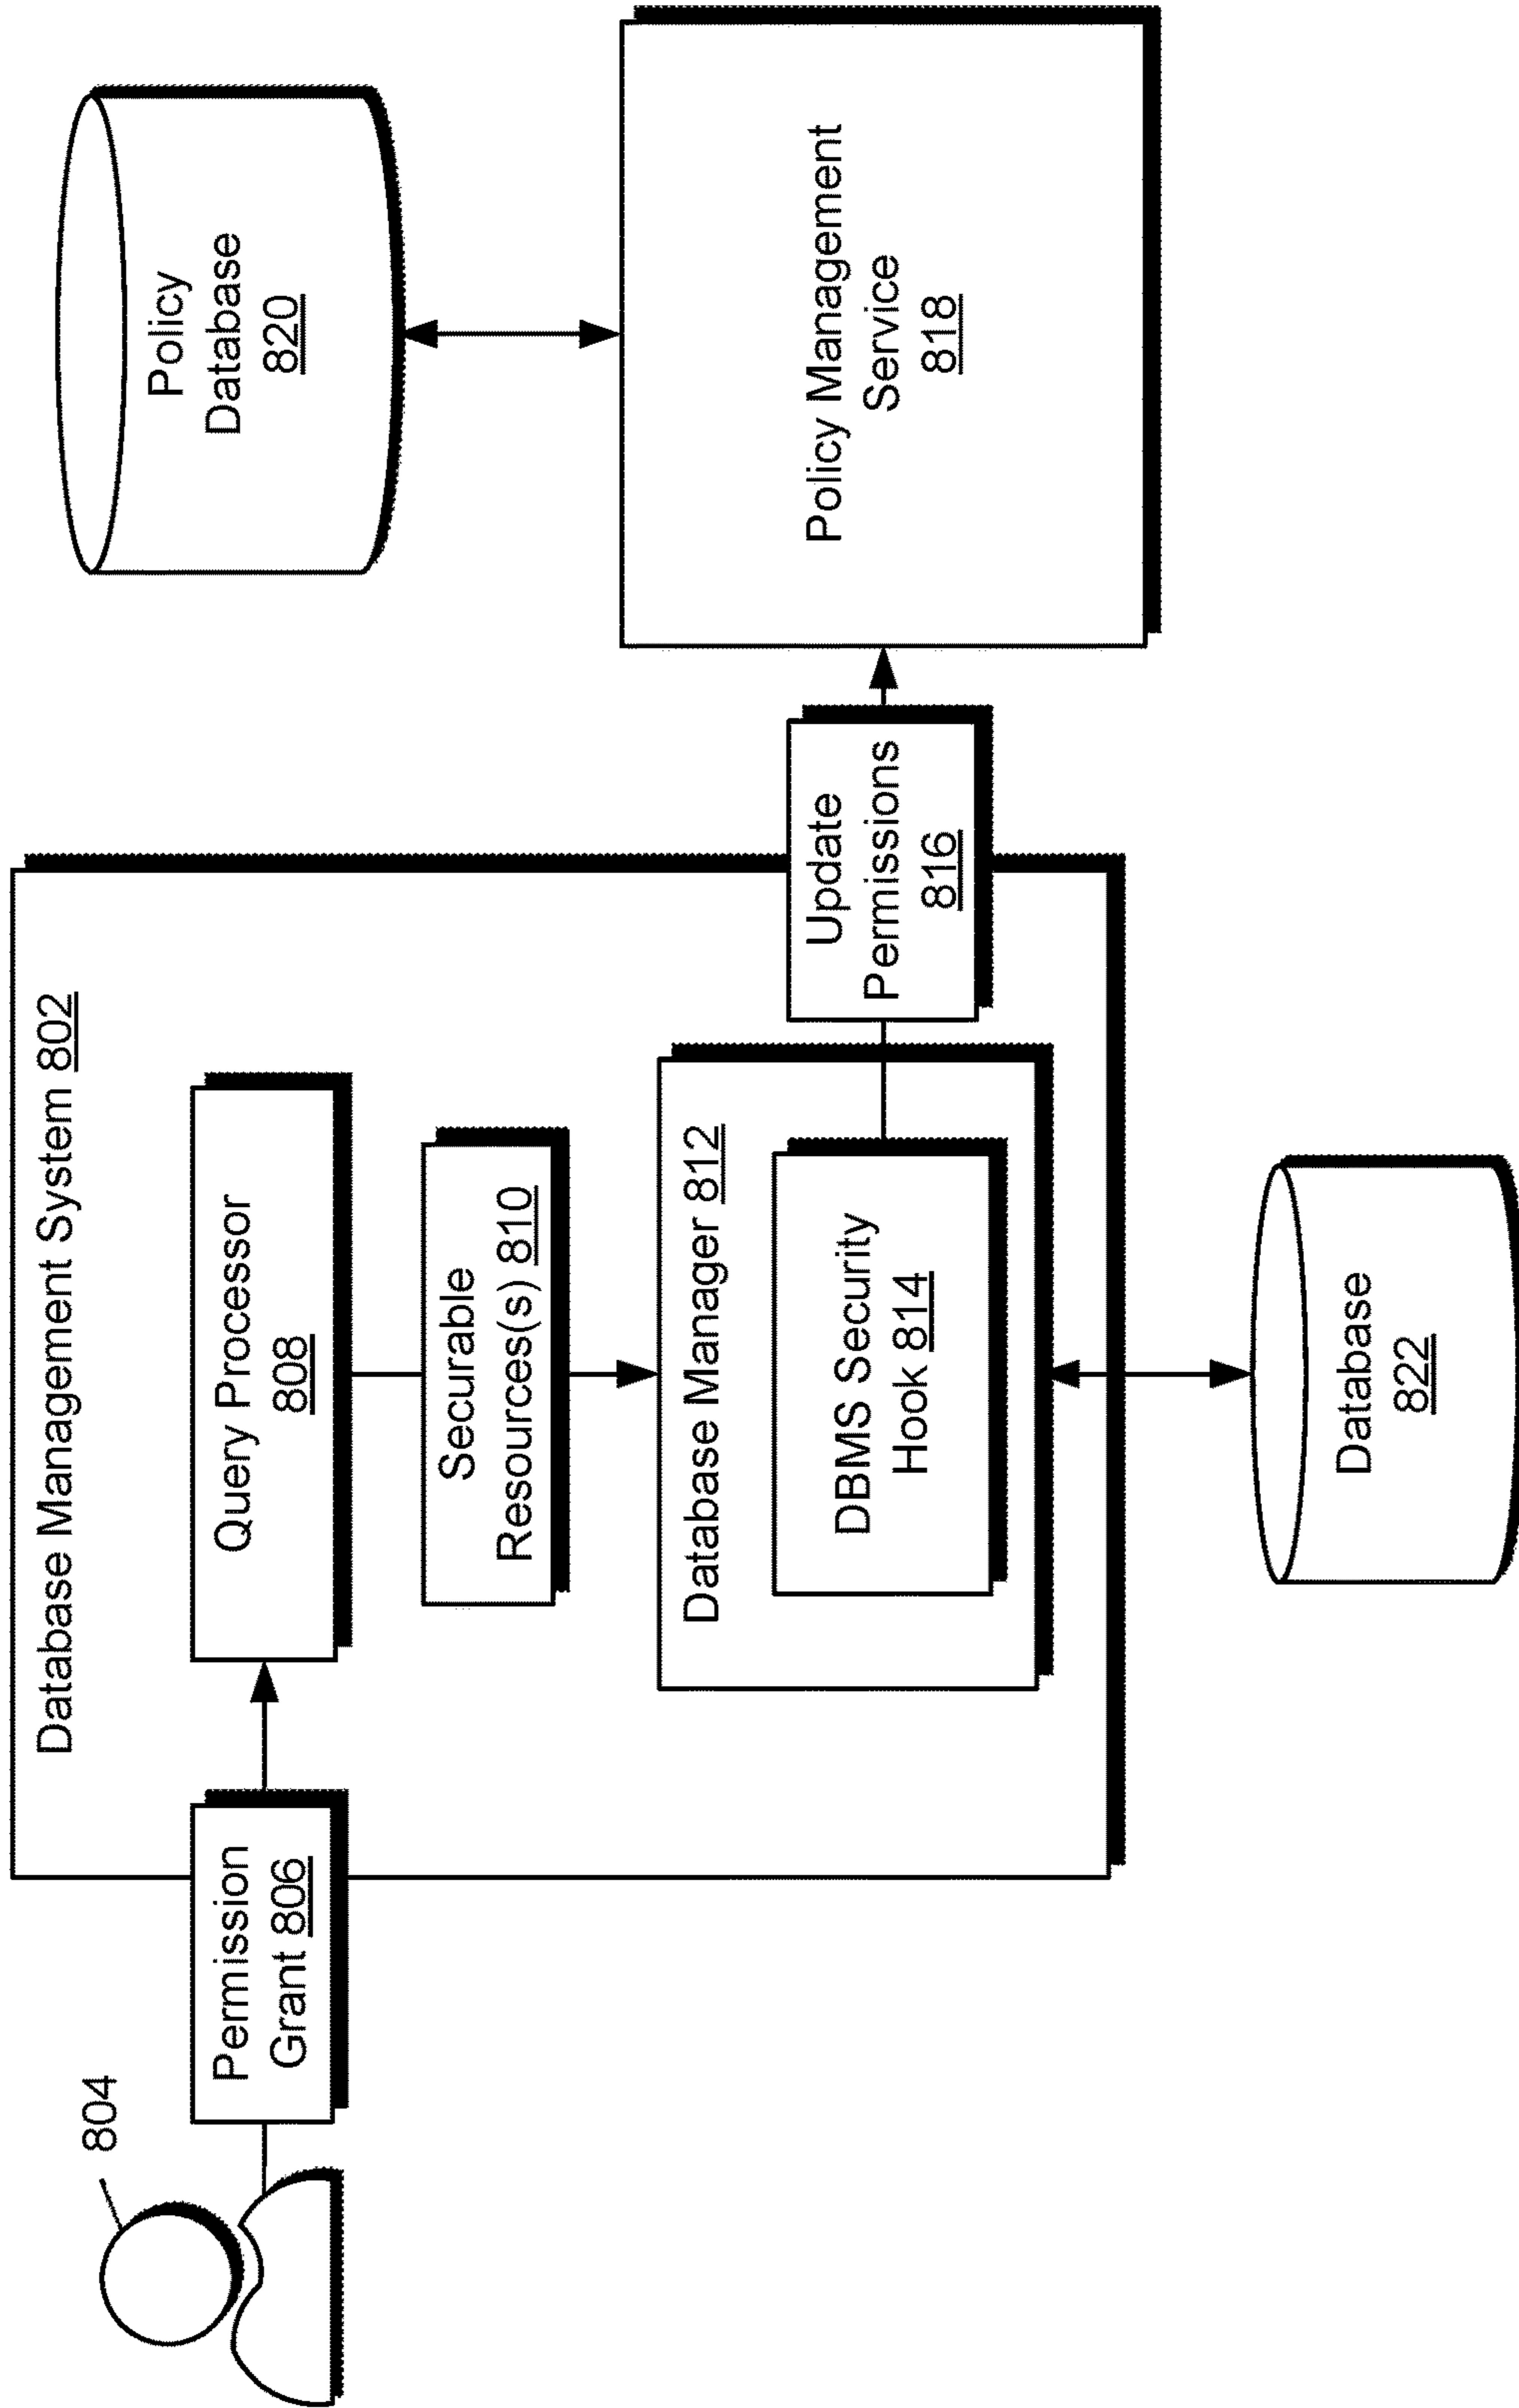 804
Permission
Grant 806
Database Management System 802
Query Processor
808
Securable
Resources(s) 810
Database Manager 812
DBMS Security
Hook 814
Update
Permissions
816
Policy
Database
820
Policy Management
Service
818
Database
822